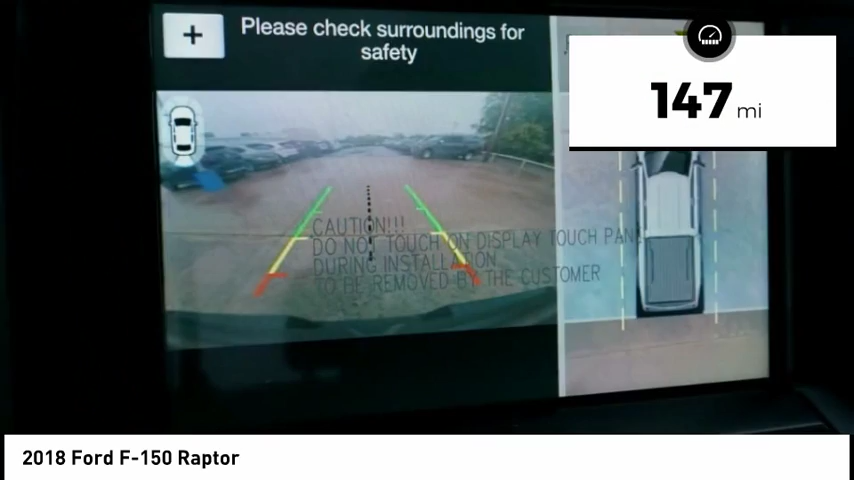 Please check surroundings for
safety
147 mi
CAUTION!!!
DO NOT TOUCH ON DISPLAY TOUCH PAN
DURING INSTALLATION
TO BE REMOVED BY THE CUSTOMER
2018 Ford F-150 Raptor